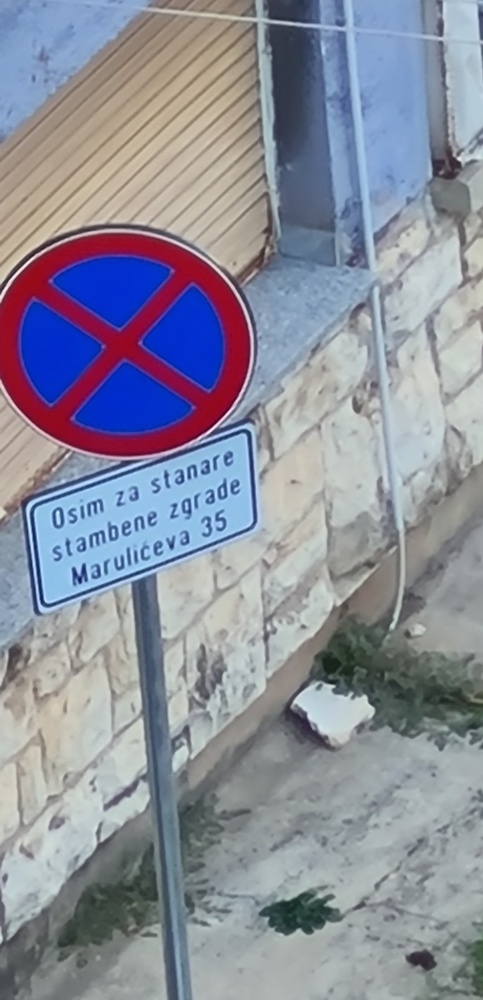 Osim za stanare
stambene zgrade
Marulićeva 35